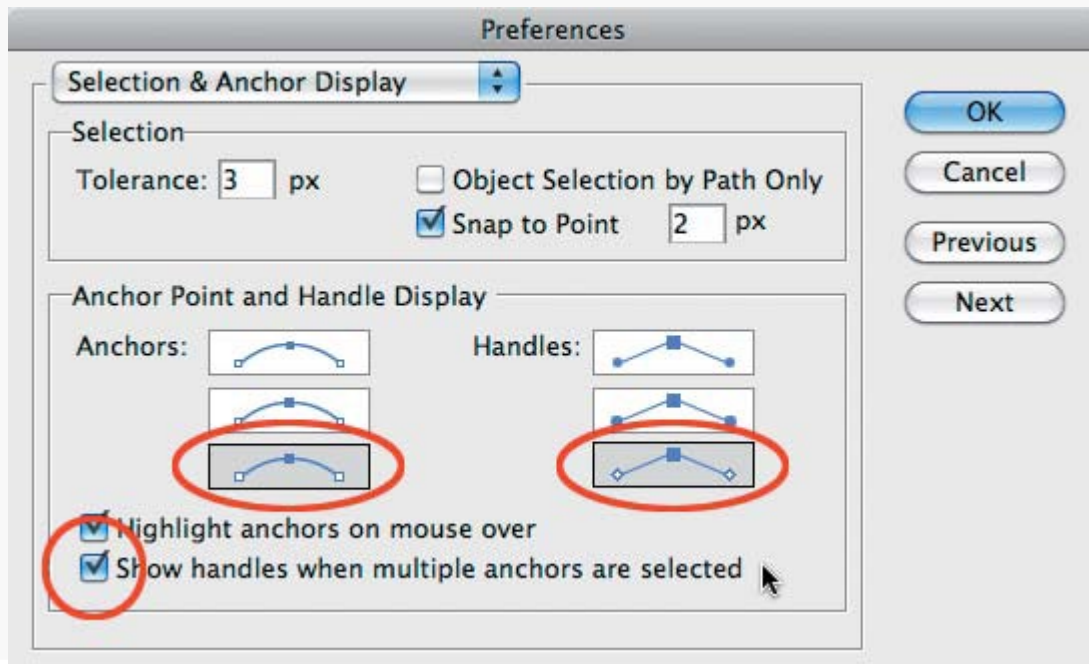 Preferences
Selection & Anchor Display
OK
Selection
Tolerance: 3 px
Object Selection by Path Only
Cancel
Snap to Point 2 px
Previous
Anchor Point and Handle Display
Next
Anchors:
Handles:
Highlight anchors on mouse over
Show handles when multiple anchors are selected